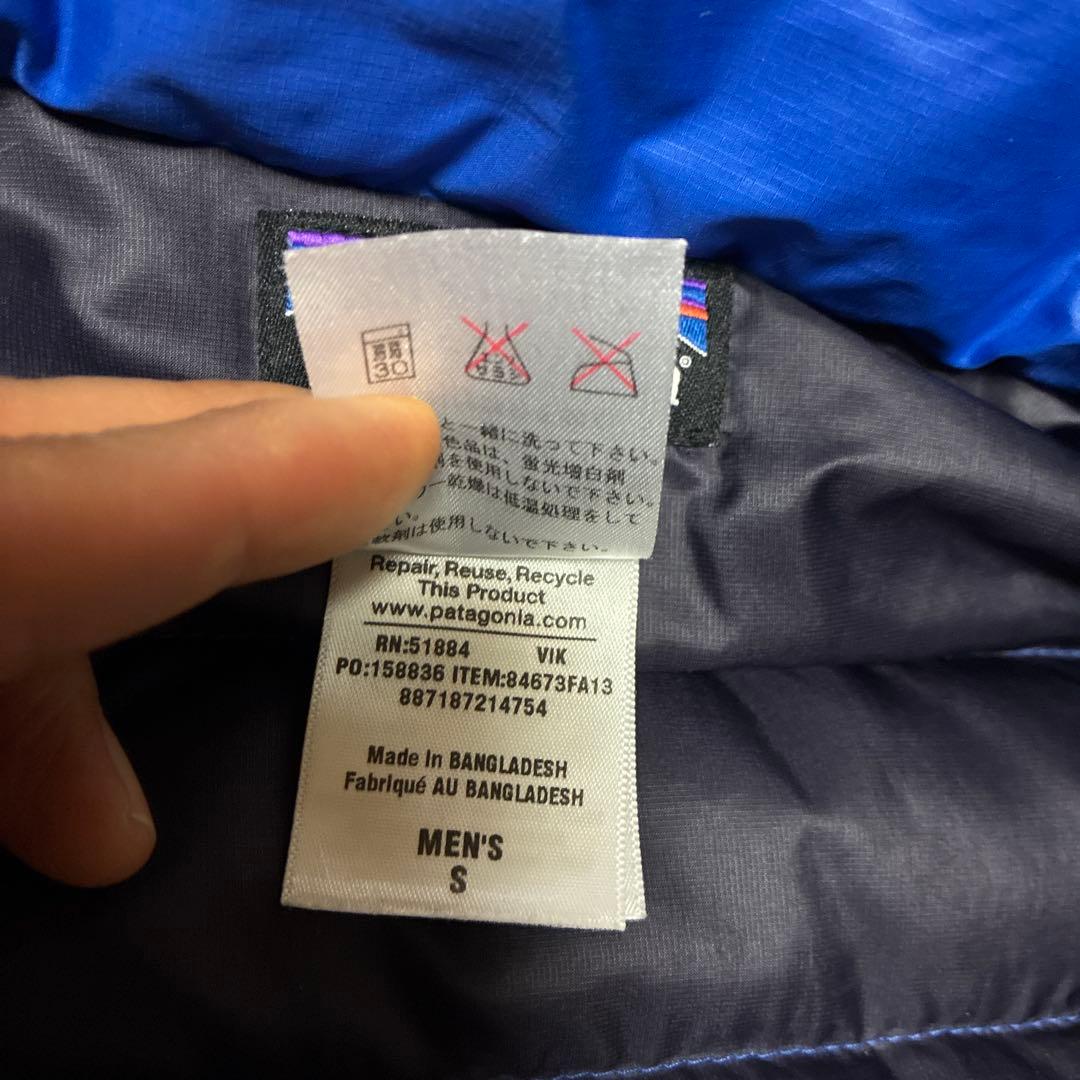 30
と一緒に洗って下さい。
色品は、蛍光増白剤
剤を使用しないで下さい。
乾燥は低温処理をして
い。
剤は使用しないで下さい。
Repair, Reuse, Recycle
This Product
www.patagonia.com
RN:51884 VIK
PO:158836 ITEM:84673FA13
887187214754
Made In BANGLADESH
Fabriqué AU BANGLADESH
MEN'S
S